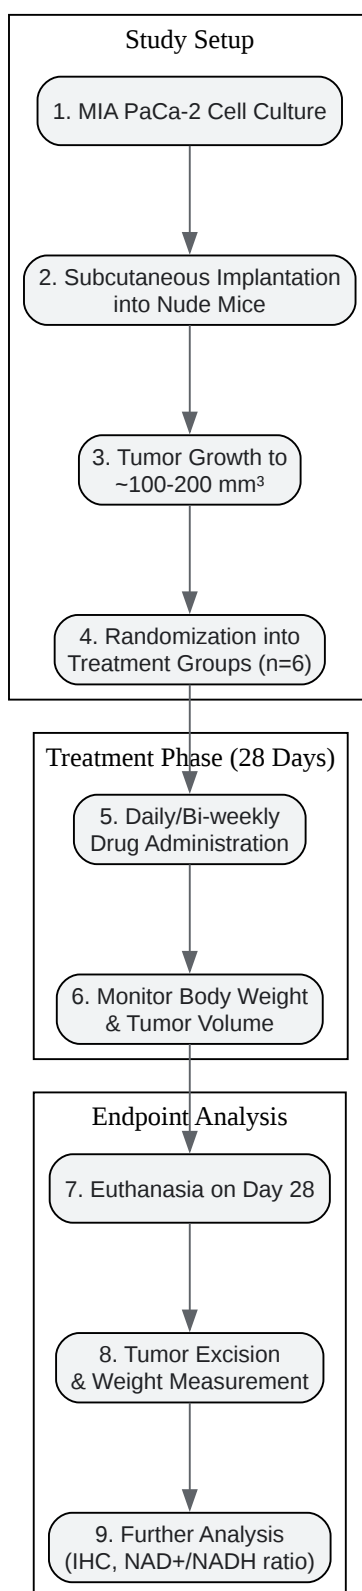 Study Setup
1. MIA PaCa-2 Cell Culture
2. Subcutaneous Implantation
into Nude Mice
3. Tumor Growth to
~100-200 mm³
4. Randomization into
Treatment Groups (n=6)
Treatment Phase (28 Days)
5. Daily/Bi-weekly
Drug Administration
6. Monitor Body Weight
& Tumor Volume
Endpoint Analysis
7. Euthanasia on Day 28
8. Tumor Excision
& Weight Measurement
9. Further Analysis
(IHC, NAD+/NADH ratio)